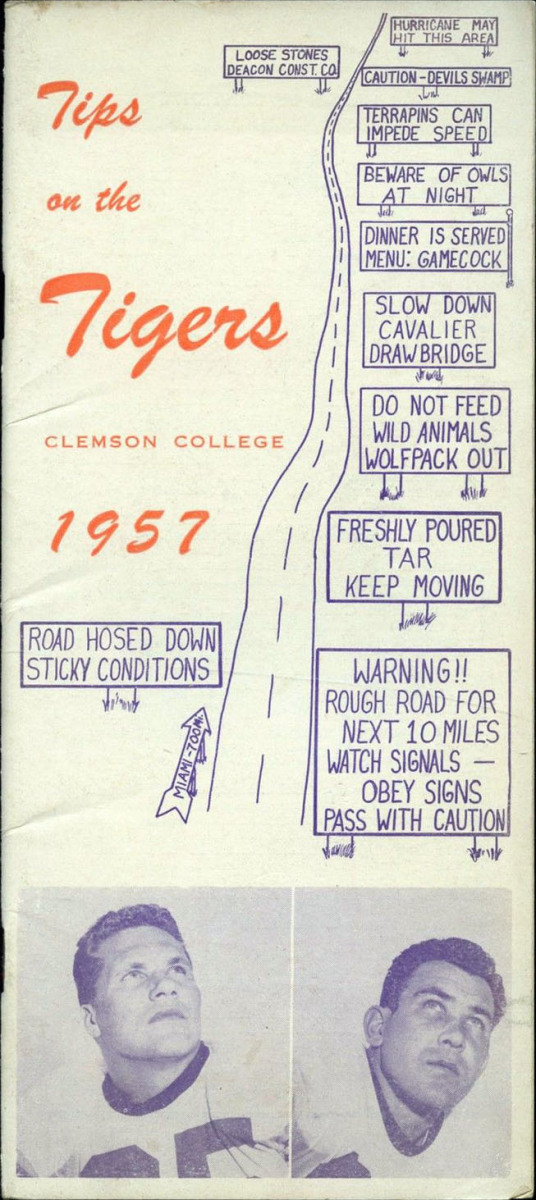 Tips
on the
Tigers
CLEMSON COLLEGE
1957
HURRICANE MAY
HIT THIS AREA
LOOSE STONES
DEACON CONST. CO.
CAUTION - DEVILS SWAMP
TERRAPINS CAN
IMPEDE SPEED
BEWARE OF OWLS
AT NIGHT
DINNER IS SERVED
MENU: GAMECOCK
SLOW DOWN
CAVALIER
DRAWBRIDGE
DO NOT FEED
WILD ANIMALS
WOLFPACK OUT
FRESHLY POURED
TAR
KEEP MOVING
ROAD HOSED DOWN
STICKY CONDITIONS
WARNING!!
ROUGH ROAD FOR
NEXT 10 MILES
WATCH SIGNALS —
OBEY SIGNS
PASS WITH CAUTION
MIAMI-700 MI.